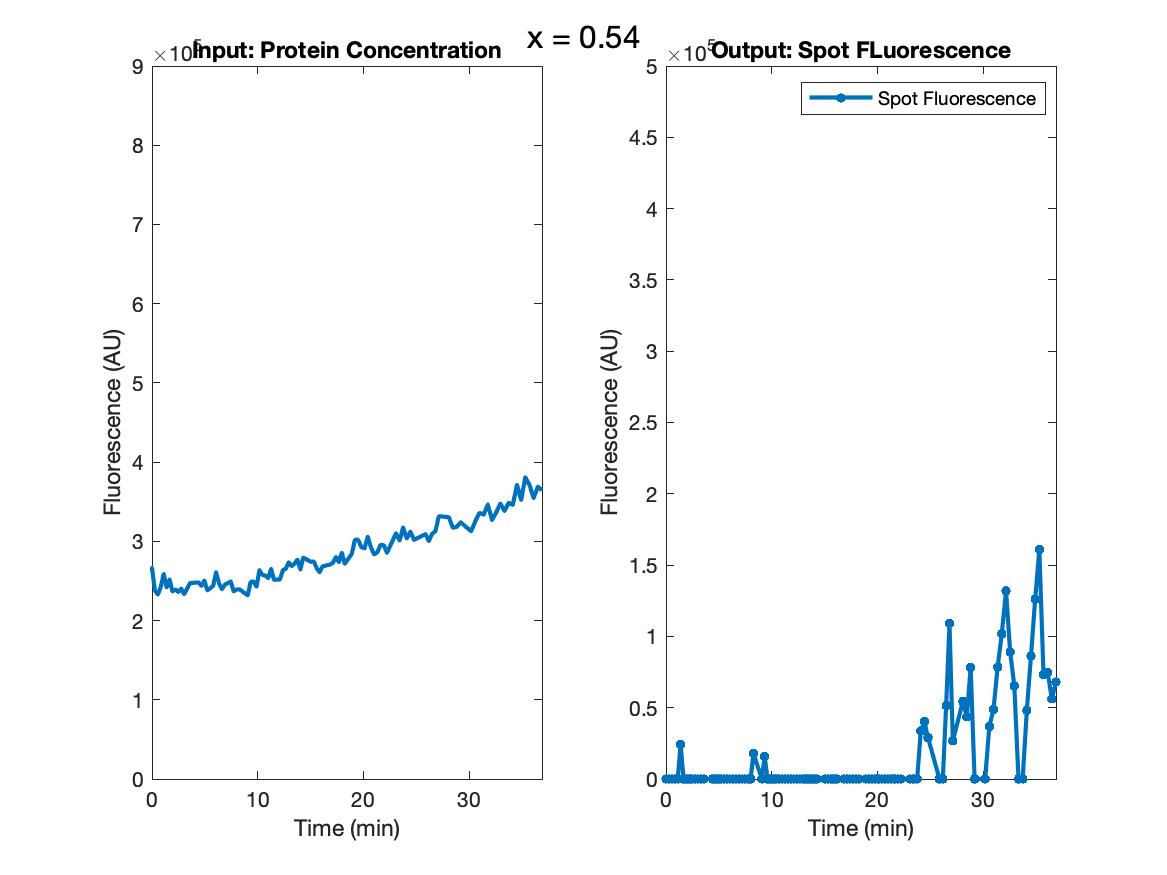 x = 0.54
×10⁵
Input: Protein Concentration
9
8
7
6
5
4
3
2
1
0
Fluorescence (AU)
0 10 20 30
Time (min)
×10⁵
Output: Spot FLuorescence
Spot Fluorescence
5
4.5
4
3.5
3
2.5
2
1.5
1
0.5
0
Fluorescence (AU)
0 10 20 30
Time (min)